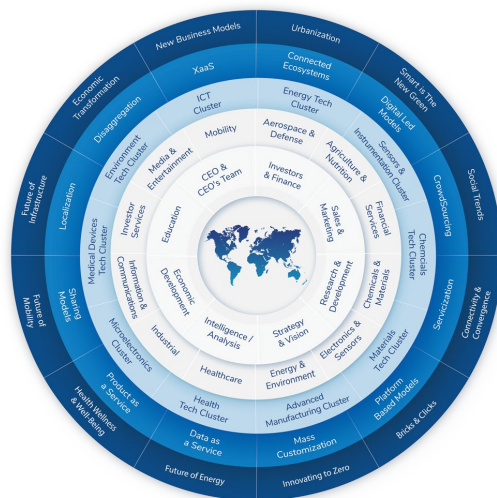 New Business Models
Urbanization
Smart is The
New Green
Social Trends
Connectivity &
Convergence
Bricks & Clicks
Innovating to Zero
Future of Energy
Health Wellness
& Well-Being
Future of
Mobility
Future of
Infrastructure
Economic
Transformation
XaaS
Connected
Ecosystems
Digital Led
Models
CrowdSourcing
Servicization
Platform
Based Models
Mass
Customization
Data as
a Service
Product as
a Service
Sharing
Models
Localization
Disaggregation
ICT
Cluster
Energy Tech
Cluster
Sensors &
Instrumentation Cluster
Chemcials
Tech Cluster
Materials
Tech Cluster
Advanced
Manufacturing Cluster
Health
Tech Cluster
Microelectronics
Cluster
Medical Devices
Tech Cluster
Environment
Tech Cluster
Mobility
Aerospace &
Defense
Agriculture &
Nutrition
Financial
Services
Chemicals &
Materials
Electronics &
Sensors
Energy &
Environment
Healthcare
Industrial
Information &
Communications
Investor
Services
Media &
Entertainment
CEO &
CEO's Team
Investors
& Finance
Sales &
Marketing
Research &
Development
Strategy
& Vision
Intelligence /
Analysis
Economic
Development
Education